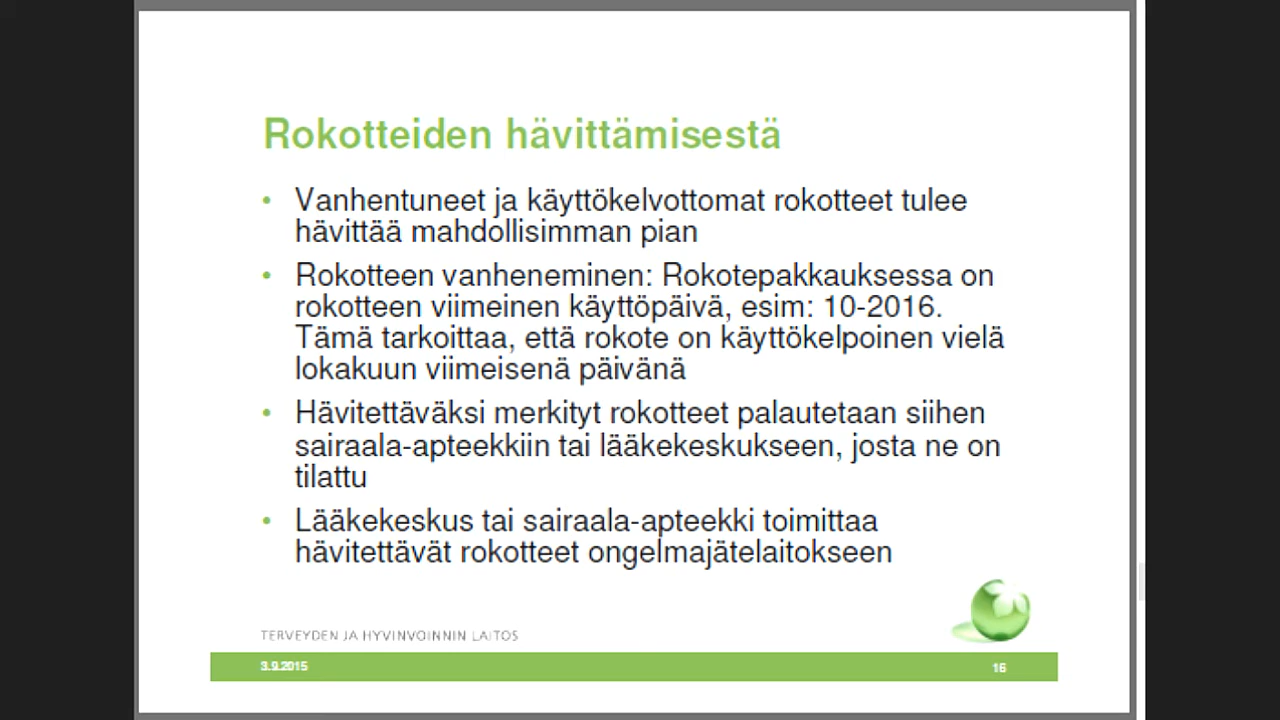 Rokotteiden hävittämisestä
• Vanhentuneet ja käyttökelvottomat rokotteet tulee
hävittää mahdollisimman pian
• Rokotteen vanheneminen: Rokotepakkauksessa on
rokotteen viimeinen käyttöpäivä, esim: 10-2016.
Tämä tarkoittaa, että rokote on käyttökelpoinen vielä
lokakuun viimeisenä päivänä
• Hävitettäväksi merkityt rokotteet palautetaan siihen
sairaala-apteekkiin tai lääkekeskukseen, josta ne on
tilattu
• Lääkekeskus tai sairaala-apteekki toimittaa
hävitettävät rokotteet ongelmajätelaitokseen
TERVEYDEN JA HYVINVOINNIN LAITOS
3.9.2015
16